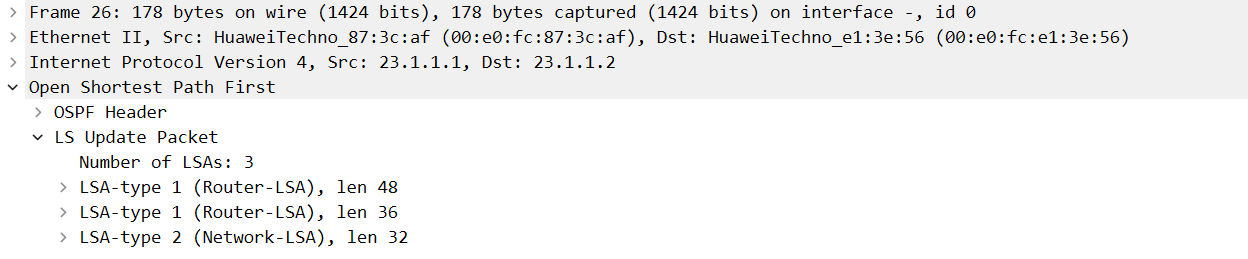 Frame 26: 178 bytes on wire (1424 bits), 178 bytes captured (1424 bits) on interface -, id 0
Ethernet II, Src: HuaweiTechno_87:3c:af (00:e0:fc:87:3c:af), Dst: HuaweiTechno_e1:3e:56 (00:e0:fc:e1:3e:56)
Internet Protocol Version 4, Src: 23.1.1.1, Dst: 23.1.1.2
Open Shortest Path First
OSPF Header
LS Update Packet
Number of LSAs: 3
LSA-type 1 (Router-LSA), len 48
LSA-type 1 (Router-LSA), len 36
LSA-type 2 (Network-LSA), len 32